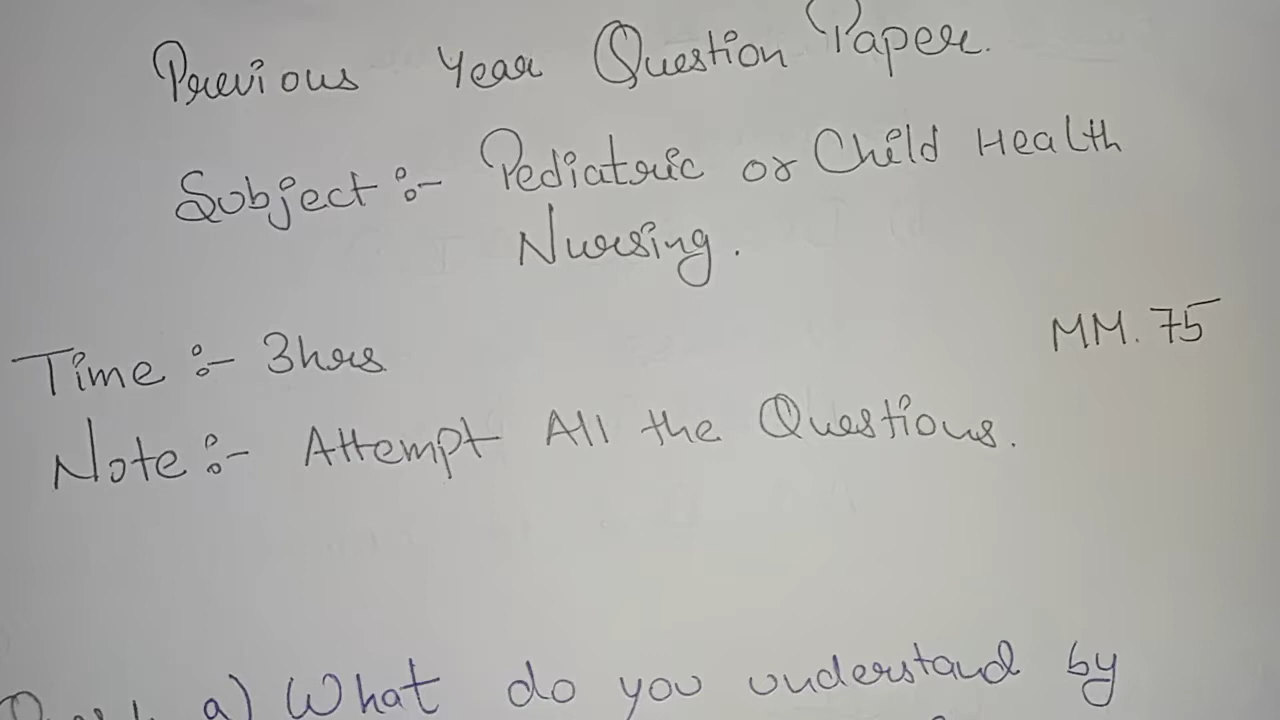 Previous Year Question Paper.
Subject :- Pediatric or Child Health
Nursing.
Time :- 3hrs
MM. 75
Note :- Attempt All the Questions.
a) What do you understand by